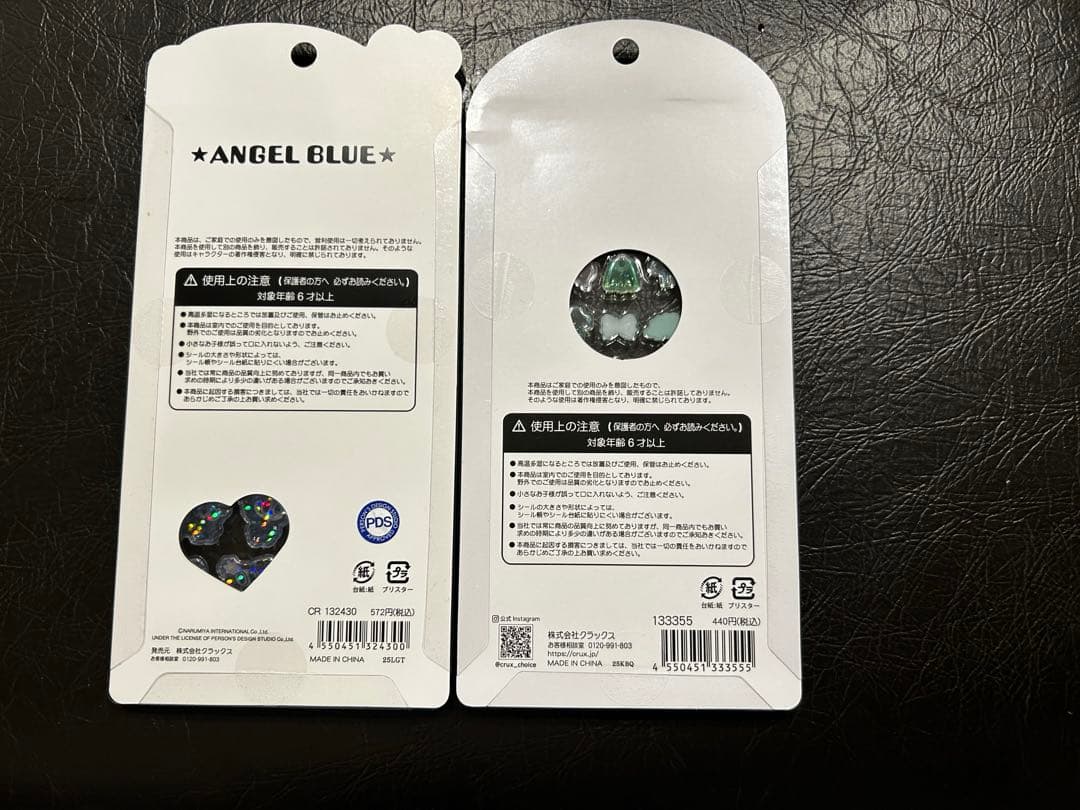 ★ANGEL BLUE★
本商品は、ご家庭での使用のみを意図したもので、営利使用は一切考えられておりません。
本商品を使用して別の商品を飾り、販売することは許諾されておりません。そのような
使用はキャラクターの著作権侵害となり、明確に禁じられております。
⚠使用上の注意(保護者の方へ 必ずお読みください。)
対象年齢6才以上
●高温多湿になるところでは放置及びご使用、保管はお止めください。
●本商品は室内でのご使用を目的としております。
野外でのご使用は品質の劣化となりますのでお止めください。
●小さなお子様が誤って口に入れないよう、ご注意ください。
●シールの大きさや形状によっては、
シール帳やシール台紙に貼りにくい場合がございます。
●当社では常に商品の品質向上に努めておりますが、同一商品内でもお買い
求めの時期により多少の違いがある場合がございますのでご承知おきください。
●本商品に起因する損害につきましては、当社では一切の責任をおいかねますので
あらかじめご了承の上お買い求めください。
PERSON'S DESIGN STUDIO
PDS
APPROVED
紙 プラ
台紙:紙 ブリスター
CR 132430 572円(税込)
©NARUMIYA INTERNATIONAL Co.,Ltd.
UNDER THE LICENSE OF PERSON'S DESIGN STUDIO Co.,Ltd.
発売元 株式会社クラックス
お客様相談室 0120-991-803
4 550451 324300
MADE IN CHINA 25LGT
本商品はご家庭での使用のみを意図したもので、
本商品を使用して別の商品を飾り、販売することは許諾しておりません。
そのような使用は著作権侵害となり、明確に禁じられております。
⚠使用上の注意(保護者の方へ 必ずお読みください。)
対象年齢6才以上
●高温多湿になるところでは放置及びご使用、保管はお止めください。
●本商品は室内でのご使用を目的としております。
野外でのご使用は品質の劣化となりますのでお止めください。
●小さなお子様が誤って口に入れないよう、ご注意ください。
●シールの大きさや形状によっては、
シール帳やシール台紙に貼りにくい場合がございます。
●当社では常に商品の品質向上に努めておりますが、同一商品内でもお買い
求めの時期により多少の違いがある場合がございますのでご承知おきください。
●本商品に起因する損害につきましては、当社では一切の責任をおいかねますので
あらかじめご了承の上お買い求めください。
紙 プラ
台紙:紙 ブリスター
公式 Instagram
@crux_choice
株式会社クラックス
お客様相談室 0120-991-803
https://crux.jp/
MADE IN CHINA 25KBQ
133355 440円(税込)
4 550451 333555